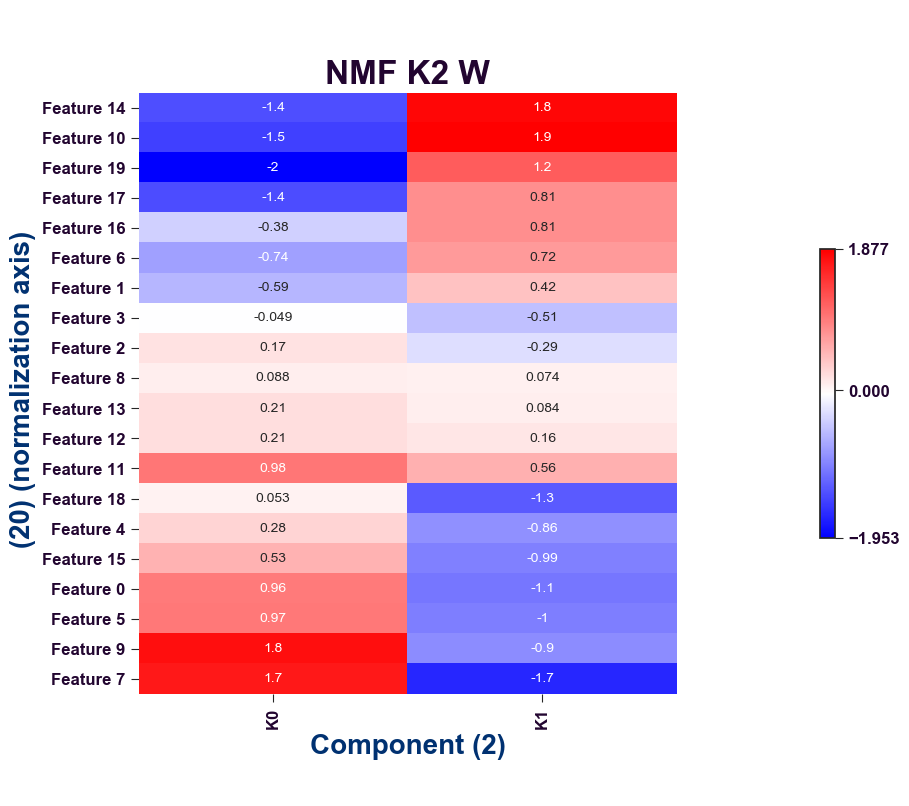 NMF K2 W
Feature 14 -1.4 1.8
Feature 10 -1.5 1.9
Feature 19 -2 1.2
Feature 17 -1.4 0.81
Feature 16 -0.38 0.81
Feature 6 -0.74 0.72
Feature 1 -0.59 0.42
Feature 3 -0.049 -0.51
Feature 2 0.17 -0.29
Feature 8 0.088 0.074
Feature 13 0.21 0.084
Feature 12 0.21 0.16
Feature 11 0.98 0.56
Feature 18 0.053 -1.3
Feature 4 0.28 -0.86
Feature 15 0.53 -0.99
Feature 0 0.96 -1.1
Feature 5 0.97 -1
Feature 9 1.8 -0.9
Feature 7 1.7 -1.7
K0 K1
Component (2)
(20) (normalization axis)
1.877
0.000
−1.953